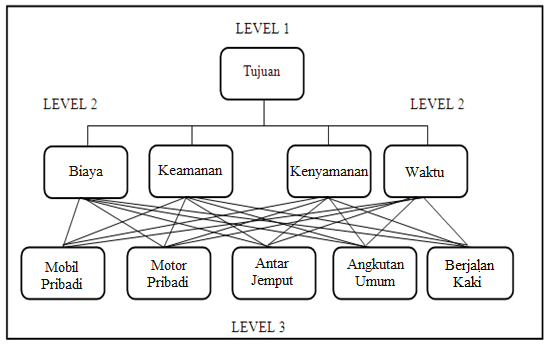 LEVEL 1
Tujuan
LEVEL 2
LEVEL 2
Biaya
Keamanan
Kenyamanan
Waktu
Mobil
Pribadi
Motor
Pribadi
Antar
Jemput
Angkutan
Umum
Berjalan
Kaki
LEVEL 3